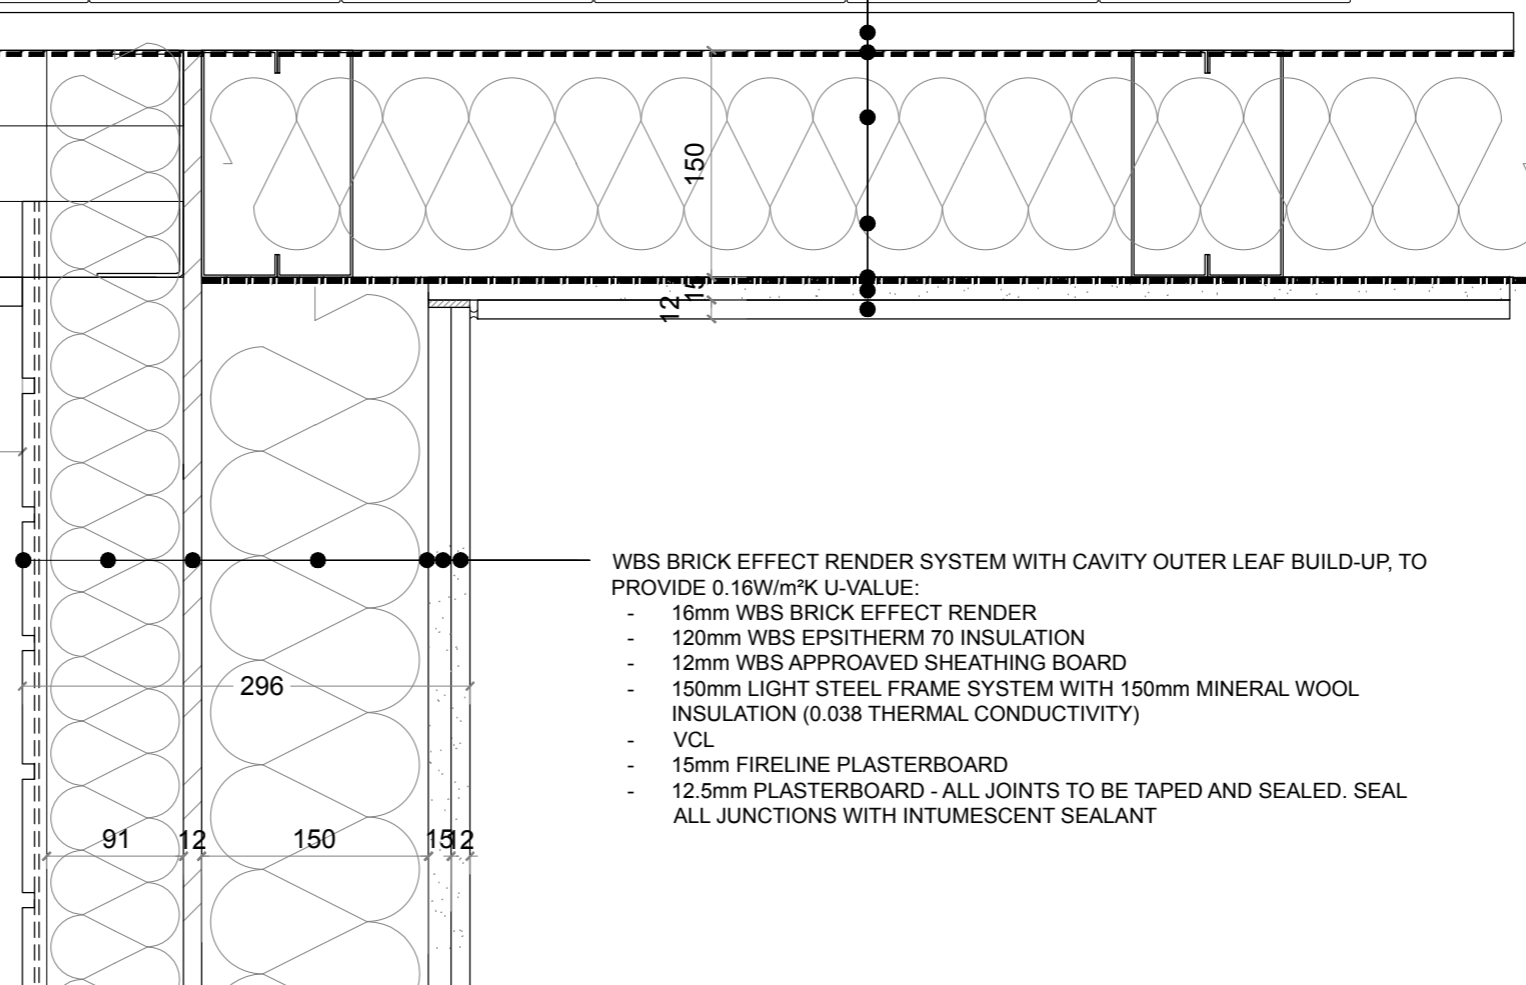 150
15
12
WBS BRICK EFFECT RENDER SYSTEM WITH CAVITY OUTER LEAF BUILD-UP, TO
PROVIDE 0.16W/m²K U-VALUE:
- 16mm WBS BRICK EFFECT RENDER
- 120mm WBS EPSITHERM 70 INSULATION
- 12mm WBS APPROAVED SHEATHING BOARD
- 150mm LIGHT STEEL FRAME SYSTEM WITH 150mm MINERAL WOOL
INSULATION (0.038 THERMAL CONDUCTIVITY)
- VCL
- 15mm FIRELINE PLASTERBOARD
- 12.5mm PLASTERBOARD - ALL JOINTS TO BE TAPED AND SEALED. SEAL
ALL JUNCTIONS WITH INTUMESCENT SEALANT
296
91 12 150 15 12